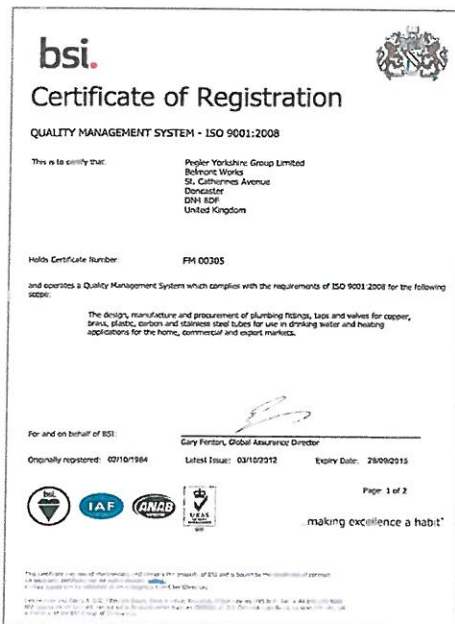 bsi.
Certificate of Registration
QUALITY MANAGEMENT SYSTEM - ISO 9001:2008
This is to certify that:
Pegler Yorkshire Group Limited
Belmont Works
St. Catherines Avenue
Doncaster
DN4 8DF
United Kingdom
Holds Certificate Number:
FM 00305
and operates a Quality Management System which complies with the requirements of ISO 9001:2008 for the following
scope:
The design, manufacture and procurement of plumbing fittings, taps and valves for copper,
brass, plastic, carbon and stainless steel tubes for use in drinking water and heating
applications for the home, commercial and export markets.
For and on behalf of BSI:
Gary Fenton, Global Assurance Director
Originally registered: 02/10/1984
Latest Issue: 03/10/2012
Expiry Date:
Page: 1 of 2
bsi.
IAF
ANAB
UKAS
...making excellence a habit